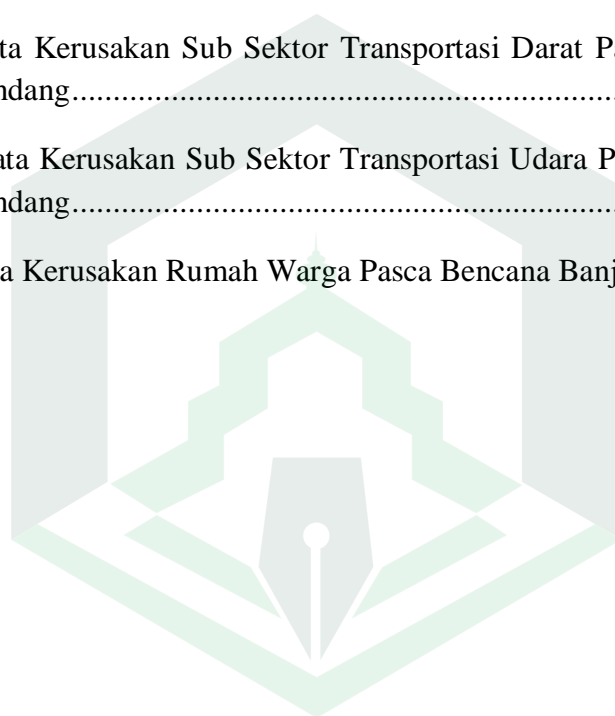 ta Kerusakan Sub Sektor Transportasi Darat Pa
ndang.......................................................................
ata Kerusakan Sub Sektor Transportasi Udara P
ndang.......................................................................
a Kerusakan Rumah Warga Pasca Bencana Banj